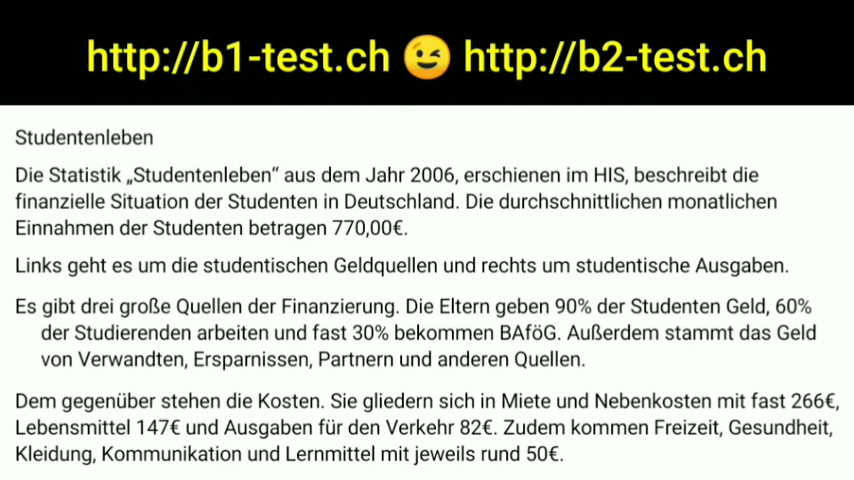 http://b1-test.ch 😉 http://b2-test.ch
Studentenleben
Die Statistik „Studentenleben“ aus dem Jahr 2006, erschienen im HIS, beschreibt die
finanzielle Situation der Studenten in Deutschland. Die durchschnittlichen monatlichen
Einnahmen der Studenten betragen 770,00€.
Links geht es um die studentischen Geldquellen und rechts um studentische Ausgaben.
Es gibt drei große Quellen der Finanzierung. Die Eltern geben 90% der Studenten Geld, 60%
der Studierenden arbeiten und fast 30% bekommen BAföG. Außerdem stammt das Geld
von Verwandten, Ersparnissen, Partnern und anderen Quellen.
Dem gegenüber stehen die Kosten. Sie gliedern sich in Miete und Nebenkosten mit fast 266€,
Lebensmittel 147€ und Ausgaben für den Verkehr 82€. Zudem kommen Freizeit, Gesundheit,
Kleidung, Kommunikation und Lernmittel mit jeweils rund 50€.